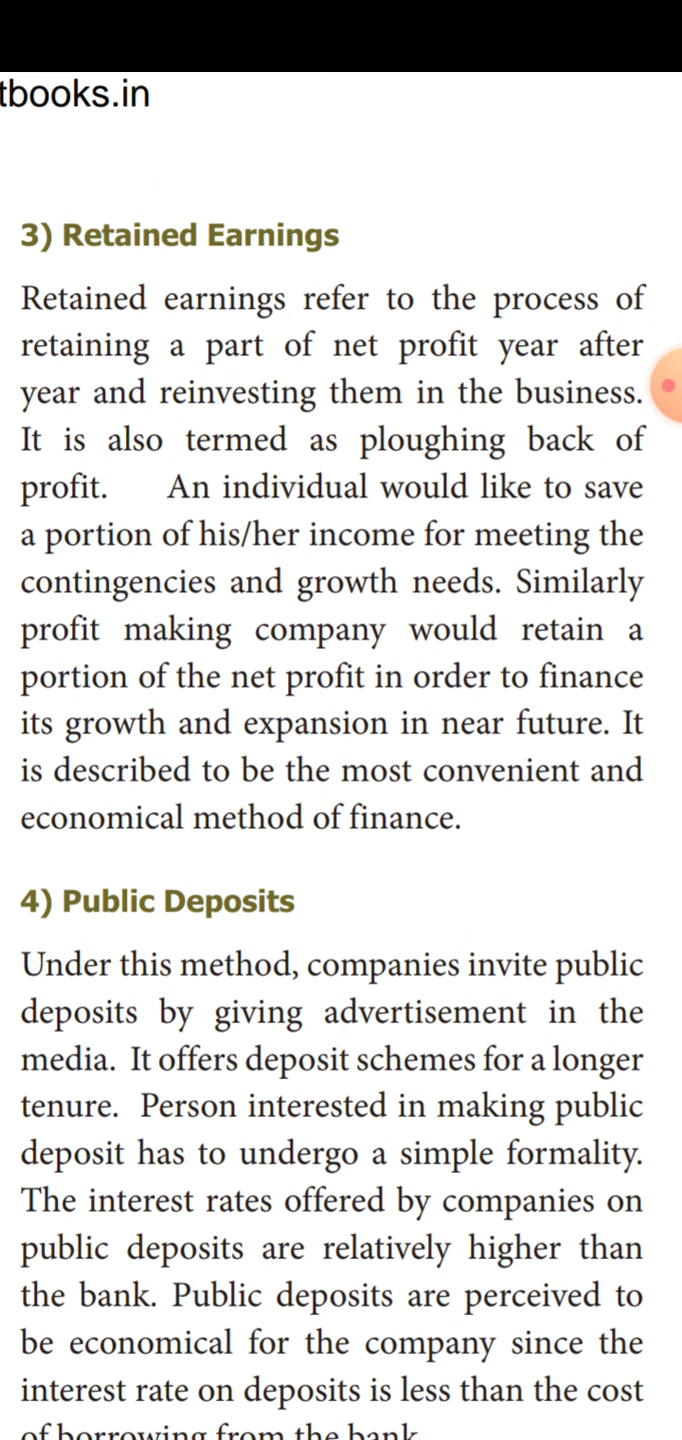 tbooks.in
3) Retained Earnings
Retained earnings refer to the process of
retaining a part of net profit year after
year and reinvesting them in the business.
It is also termed as ploughing back of
profit. An individual would like to save
a portion of his/her income for meeting the
contingencies and growth needs. Similarly
profit making company would retain a
portion of the net profit in order to finance
its growth and expansion in near future. It
is described to be the most convenient and
economical method of finance.
4) Public Deposits
Under this method, companies invite public
deposits by giving advertisement in the
media. It offers deposit schemes for a longer
tenure. Person interested in making public
deposit has to undergo a simple formality.
The interest rates offered by companies on
public deposits are relatively higher than
the bank. Public deposits are perceived to
be economical for the company since the
interest rate on deposits is less than the cost
of borrowing from the bank